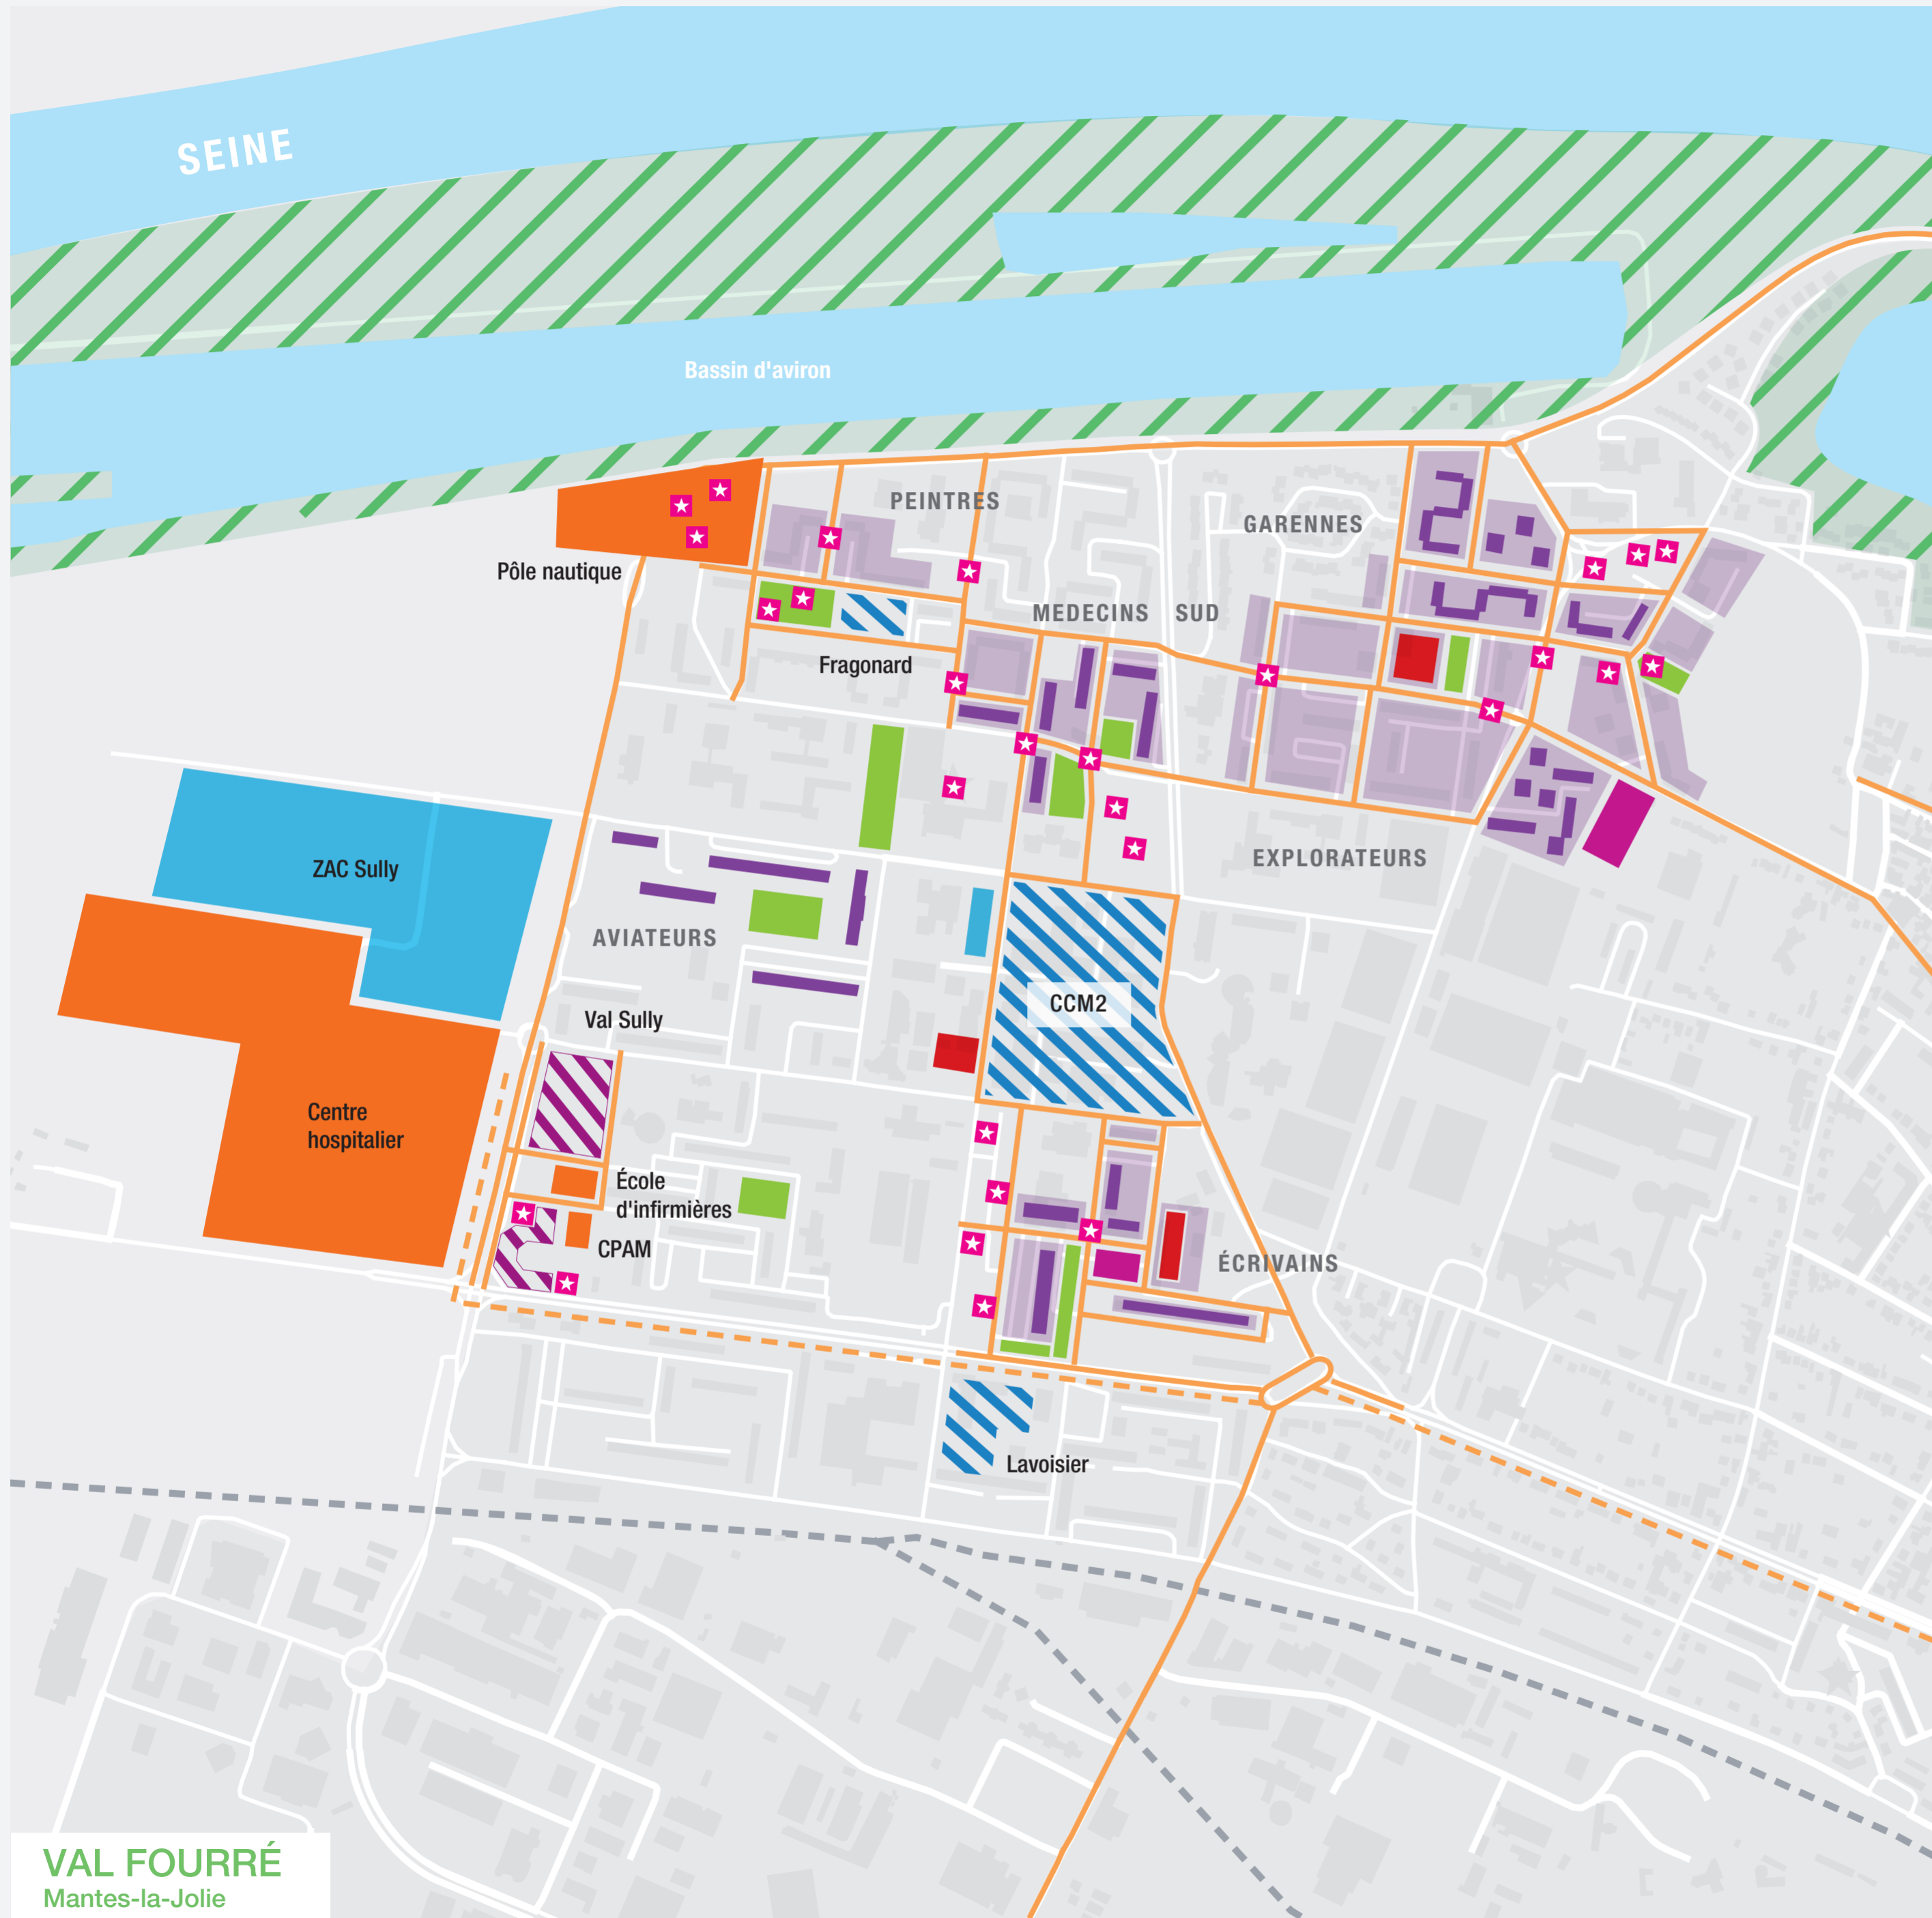 SEINE
Bassin d'aviron
PEINTRES
GARENNES
Pôle nautique
MEDECINS SUD
Fragonard
ZAC Sully
EXPLORATEURS
AVIATEURS
CCM2
Val Sully
Centre
hospitalier
École
d'infirmières
CPAM
ÉCRIVAINS
Lavoisier
VAL FOURRÉ
Mantes-la-Jolie